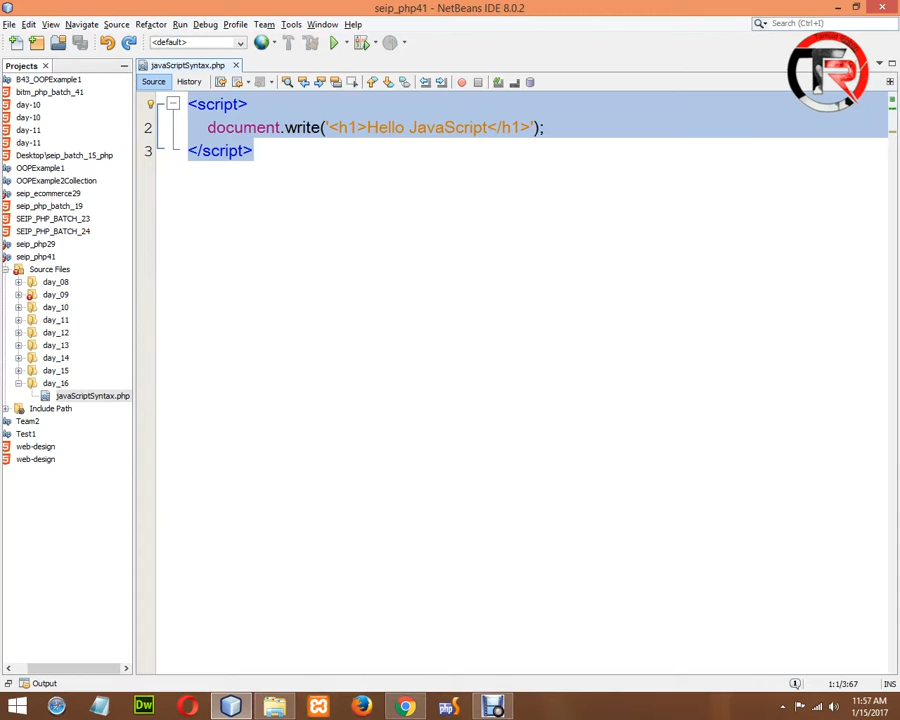 seip_php41 - NetBeans IDE 8.0.2
File Edit View Navigate Source Refactor Run Debug Profile Team Tools Window Help
Search (Ctrl+I)
<default>
TR
Projects
javaScriptSyntax.php
Source History
B43_OOPExample1
bitm_php_batch_41
day-10
day-10
day-11
day-11
Desktop\seip_batch_15_php
OOPExample1
OOPExample2Collection
seip_ecommerce29
seip_php_batch_19
SEIP_PHP_BATCH_23
SEIP_PHP_BATCH_24
seip_php29
seip_php41
Source Files
day_08
day_09
day_10
day_11
day_12
day_13
day_14
day_15
day_16
javaScriptSyntax.php
Include Path
Team2
Test1
web-design
web-design
<script>
2 document.write('<h1>Hello JavaScript</h1>');
3 </script>
Output
1:1/3:67 INS
Dw
php
11:57 AM
1/15/2017